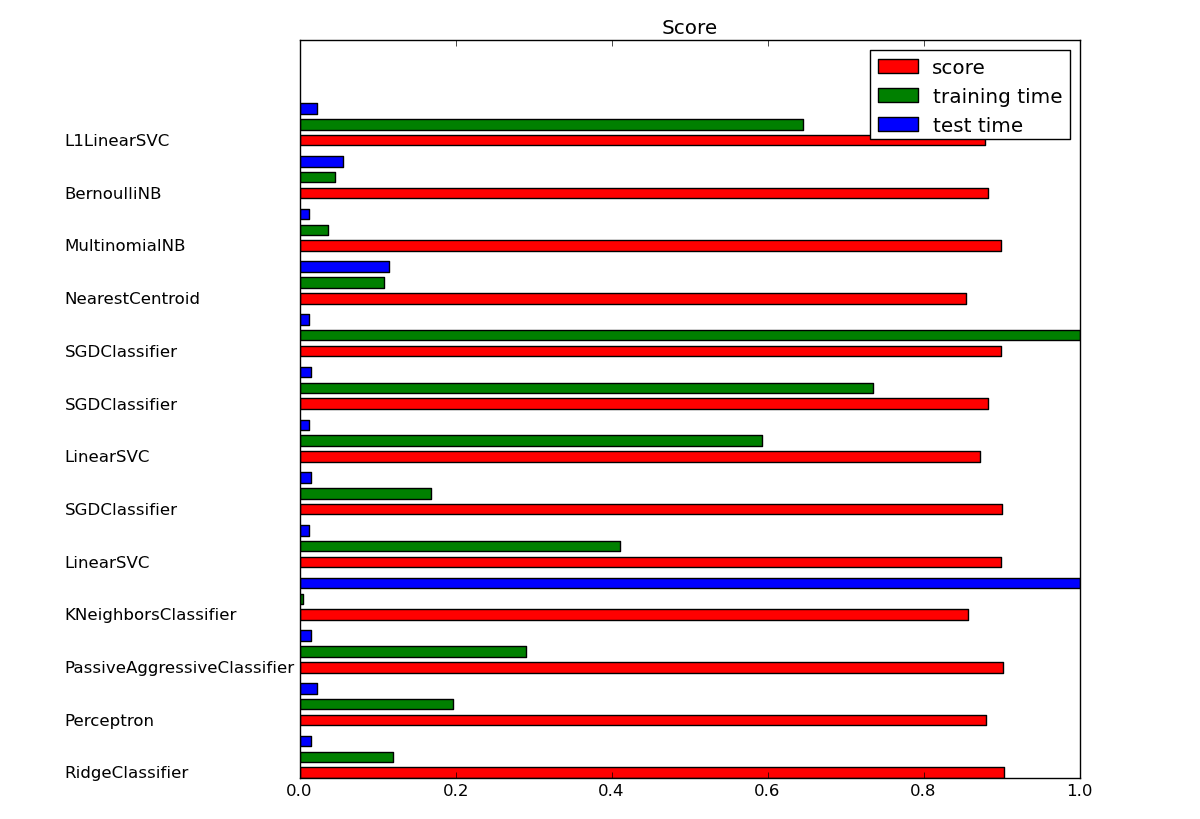 Score
score
training time
test time
L1LinearSVC
BernoulliNB
MultinomialNB
NearestCentroid
SGDClassifier
SGDClassifier
LinearSVC
SGDClassifier
LinearSVC
KNeighborsClassifier
PassiveAggressiveClassifier
Perceptron
RidgeClassifier
0.0 0.2 0.4 0.6 0.8 1.0